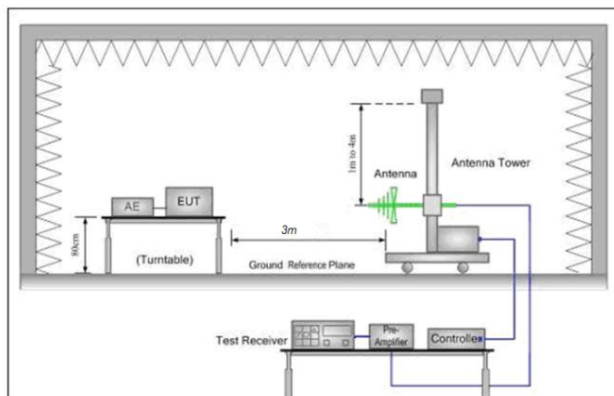 1m to 4m
Antenna
Antenna Tower
AE
EUT
80cm
(Turntable)
3m
Ground Reference Plane
Test Receiver
Pre-
Amplifier
Controller